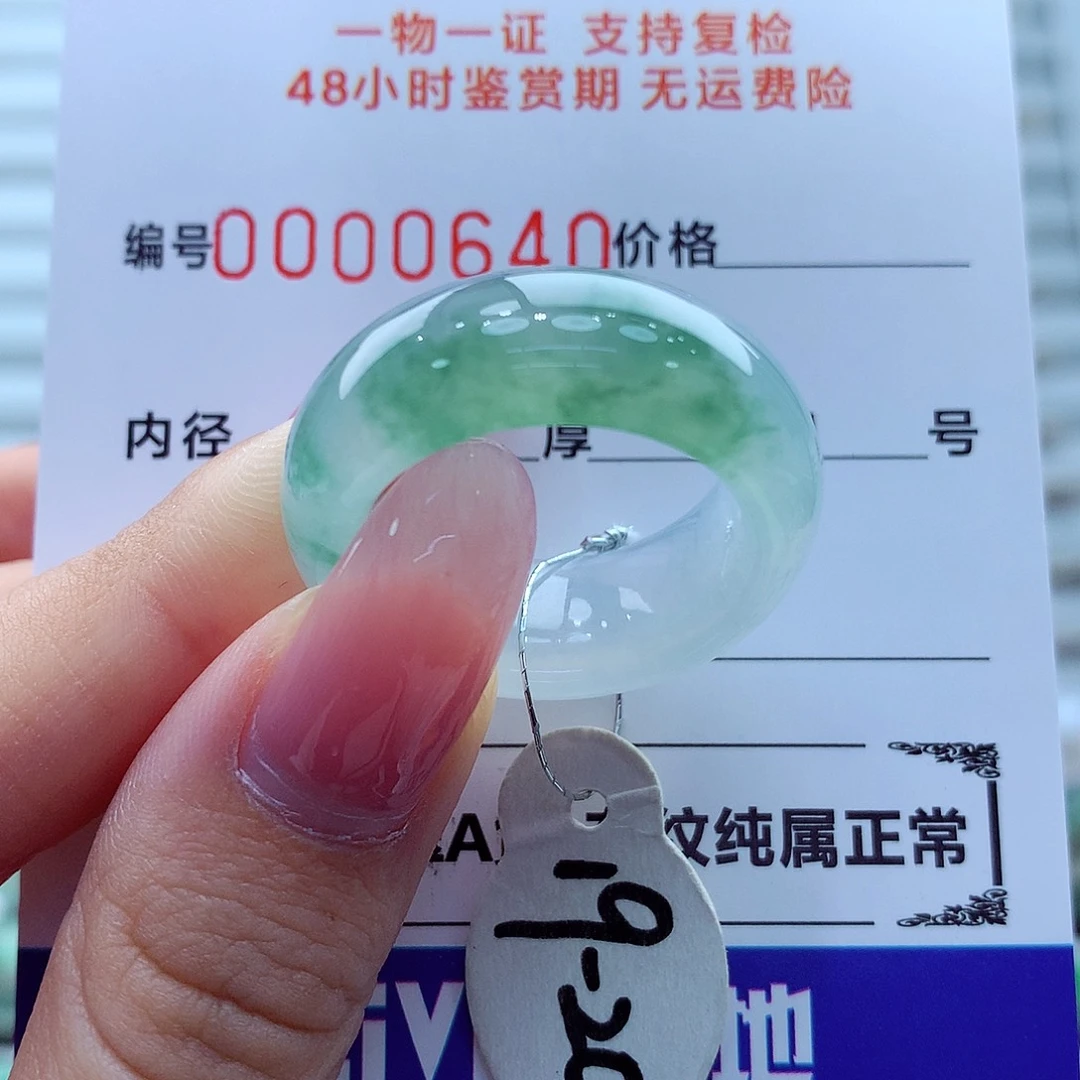 一物一证 支持复检
48小时鉴赏期 无运费险
编号0000640价格
内径 厚 号
纹纯属正常
iV 地